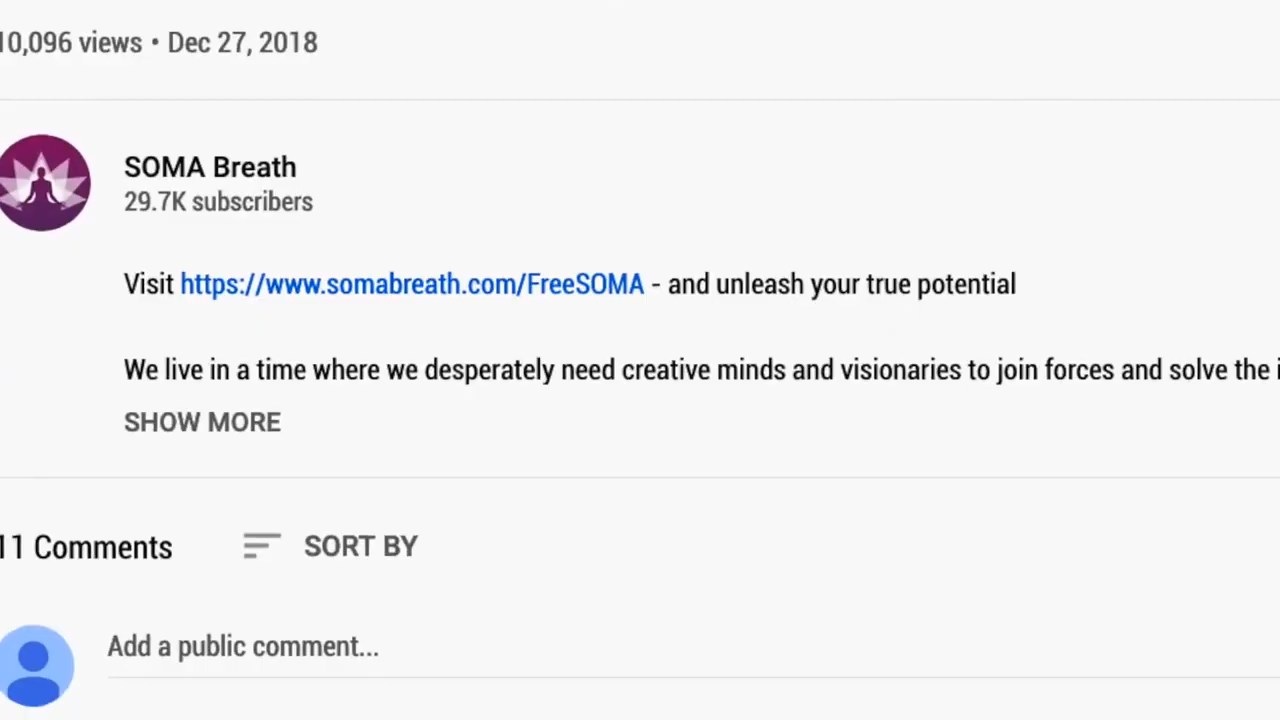 10,096 views • Dec 27, 2018
SOMA Breath
29.7K subscribers
Visit https://www.somabreath.com/FreeSOMA - and unleash your true potential
We live in a time where we desperately need creative minds and visionaries to join forces and solve the
SHOW MORE
11 Comments SORT BY
Add a public comment...